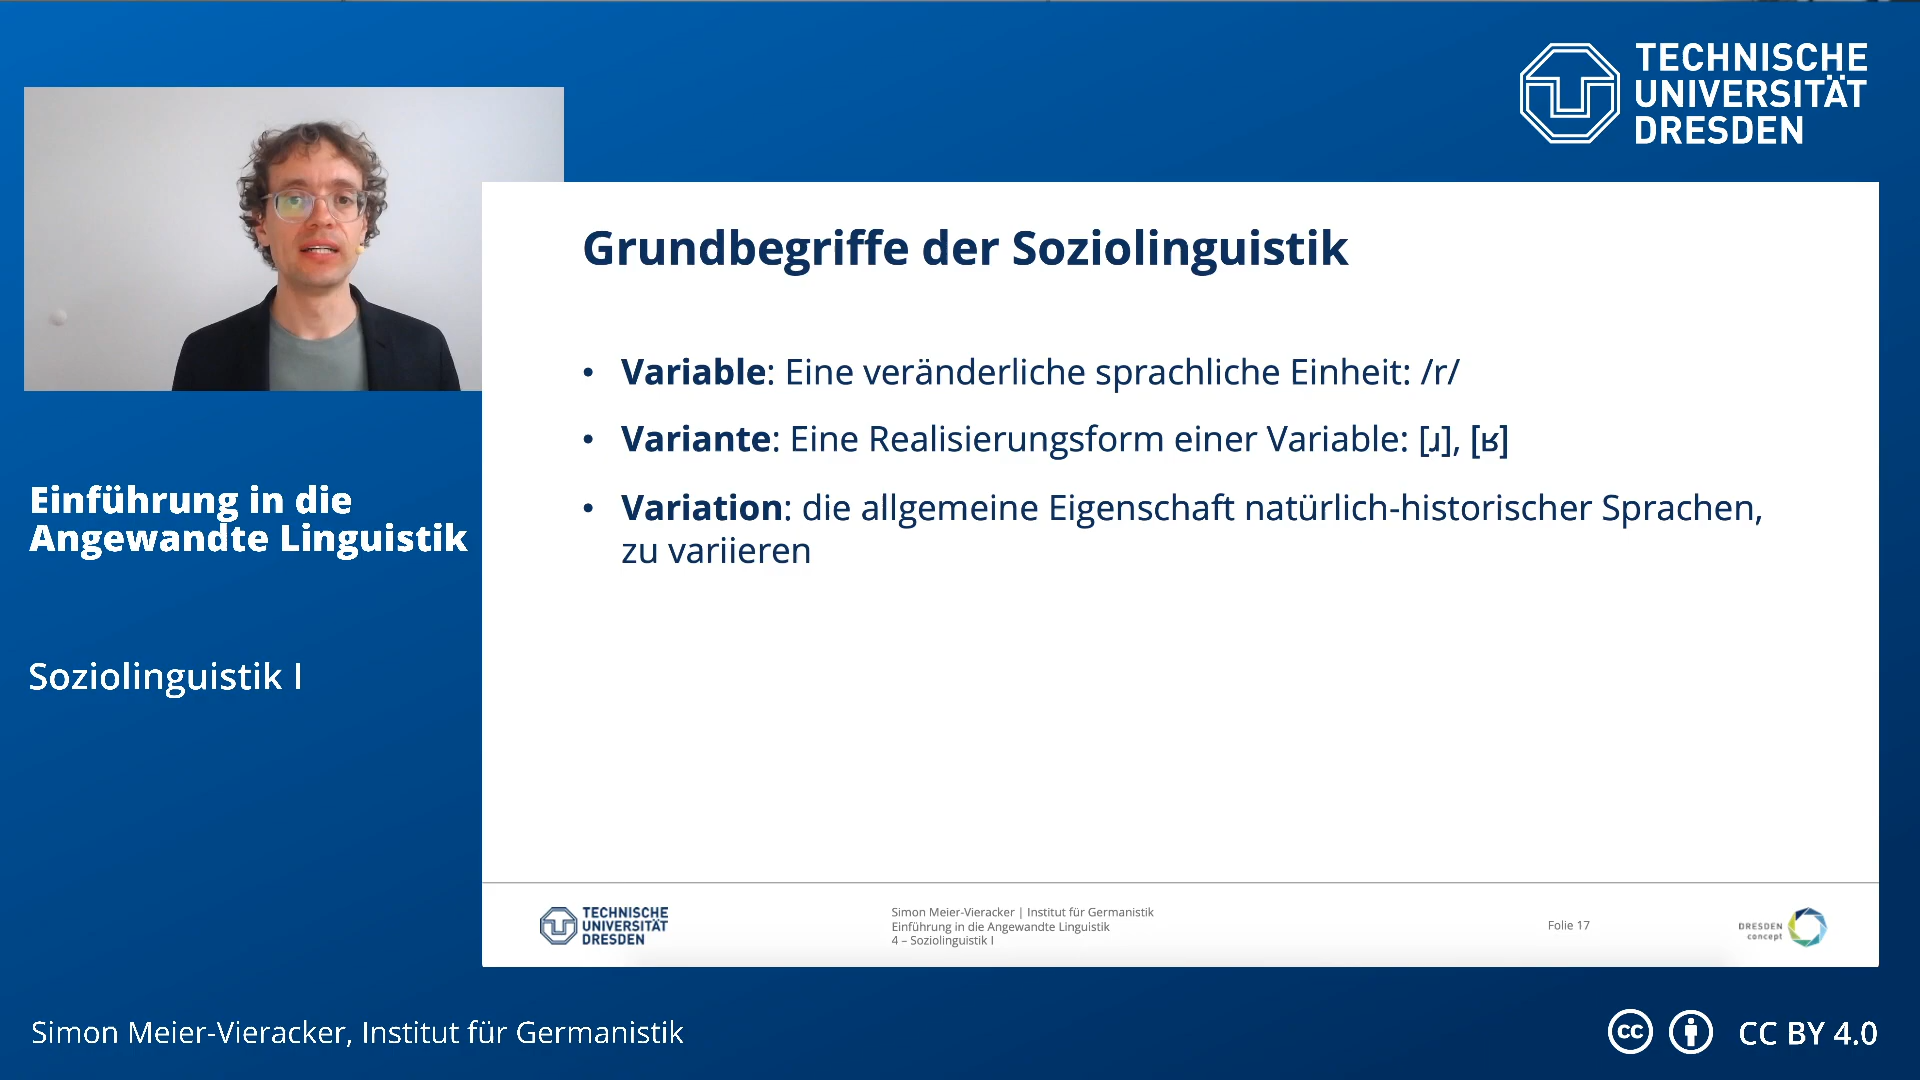 TECHNISCHE
UNIVERSITÄT
DRESDEN
Grundbegriffe der Soziolinguistik
• Variable: Eine veränderliche sprachliche Einheit: /r/
• Variante: Eine Realisierungsform einer Variable: [ɹ], [ʁ]
• Variation: die allgemeine Eigenschaft natürlich-historischer Sprachen,
zu variieren
Einführung in die
Angewandte Linguistik
Soziolinguistik I
TECHNISCHE
UNIVERSITÄT
DRESDEN
Simon Meier-Vieracker | Institut für Germanistik
Einführung in die Angewandte Linguistik
4 – Soziolinguistik I
Folie 17
DRESDEN
concept
Simon Meier-Vieracker, Institut für Germanistik
cc
CC BY 4.0